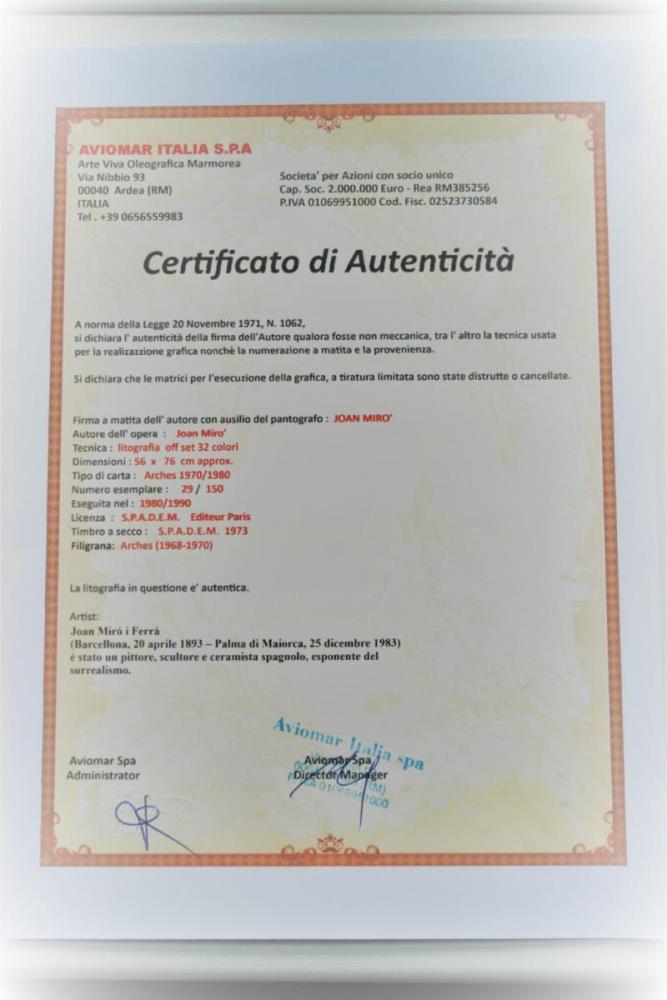 AVIOMAR ITALIA S.P.A
Arte Viva Oleografica Marmorea
Via Nibbio 93
00040 Ardea (RM)
ITALIA
Tel . +39 0656559983
Societa' per Azioni con socio unico
Cap. Soc. 2.000.000 Euro - Rea RM385256
P.IVA 01069951000 Cod. Fisc. 02523730584
Certificato di Autenticità
A norma della Legge 20 Novembre 1971, N. 1062,
si dichiara l' autenticità della firma dell'Autore qualora fosse non meccanica, tra l' altro la tecnica usata
per la realizazzione grafica nonchè la numerazione a matita e la provenienza.
Si dichiara che le matrici per l'esecuzione della grafica, a tiratura limitata sono state distrutte o cancellate.
Firma a matita dell' autore con ausilio del pantografo : JOAN MIRO'
Autore dell' opera : Joan Miro'
Tecnica : litografia off set 32 colori
Dimensioni : 56 x 76 cm approx.
Tipo di carta : Arches 1970/1980
Numero esemplare : 29 / 150
Eseguita nel : 1980/1990
Licenza : S.P.A.D.E.M. Editeur Paris
Timbro a secco : S.P.A.D.E.M. 1973
Filigrana: Arches (1968-1970)
La litografia in questione e' autentica.
Artist:
Joan Miró i Ferrà
(Barcellona, 20 aprile 1893 – Palma di Maiorca, 25 dicembre 1983)
è stato un pittore, scultore e ceramista spagnolo, esponente del
surrealismo.
Aviomar Spa
Administrator
Aviomar Spa
Director Manager
Aviomar Italia spa
(RM)
01069951000